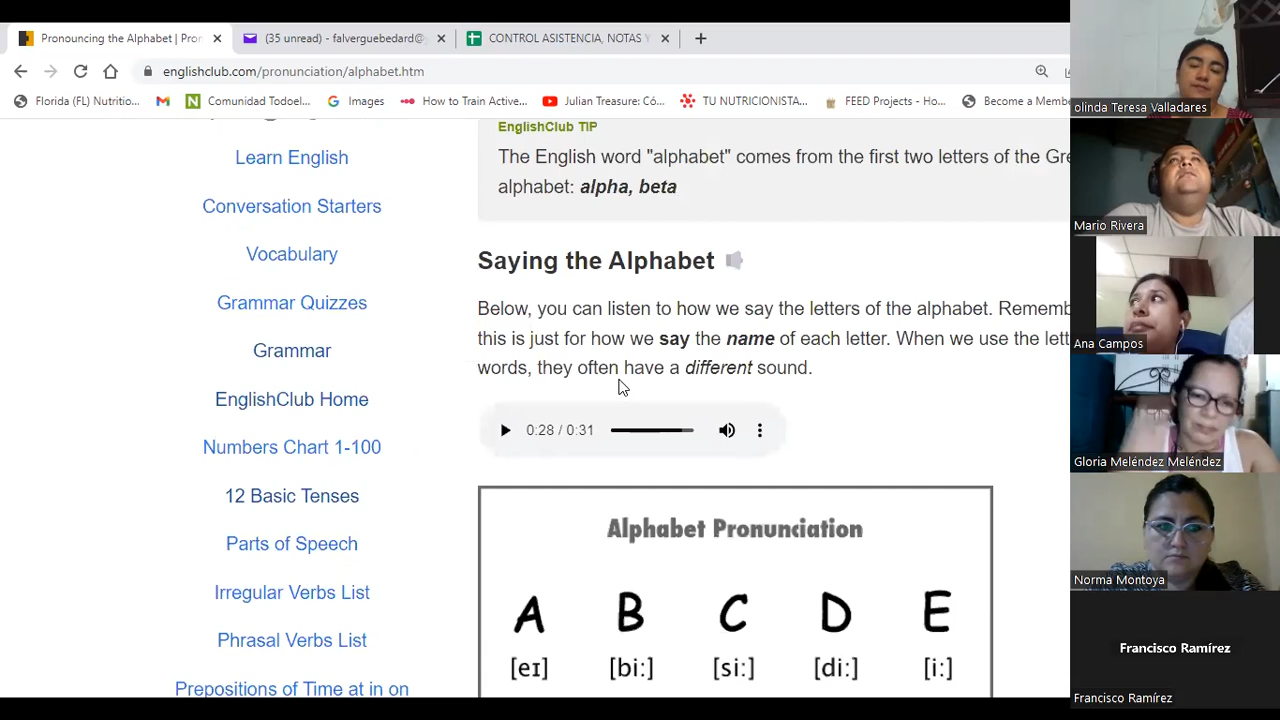 Pronouncing the Alphabet | Pror
(35 unread) - falverguebedard@
CONTROL ASISTENCIA, NOTAS Y
englishclub.com/pronunciation/alphabet.htm
Florida (FL) Nutritio...
Comunidad Todoel...
Images
How to Train Active...
Julian Treasure: Có...
TU NUTRICIONISTA...
FEED Projects - Ho...
Become a Membe
Learn English
Conversation Starters
Vocabulary
Grammar Quizzes
Grammar
EnglishClub Home
Numbers Chart 1-100
12 Basic Tenses
Parts of Speech
Irregular Verbs List
Phrasal Verbs List
Prepositions of Time at in on
EnglishClub TIP
The English word "alphabet" comes from the first two letters of the Gre
alphabet: alpha, beta
Saying the Alphabet
Below, you can listen to how we say the letters of the alphabet. Rememb
this is just for how we say the name of each letter. When we use the lett
words, they often have a different sound.
0:28 / 0:31
Alphabet Pronunciation
A B C D E
[eɪ] [biː] [siː] [diː] [iː]
olinda Teresa Valladares
Mario Rivera
Ana Campos
Gloria Meléndez Meléndez
Norma Montoya
Francisco Ramírez
Francisco Ramírez